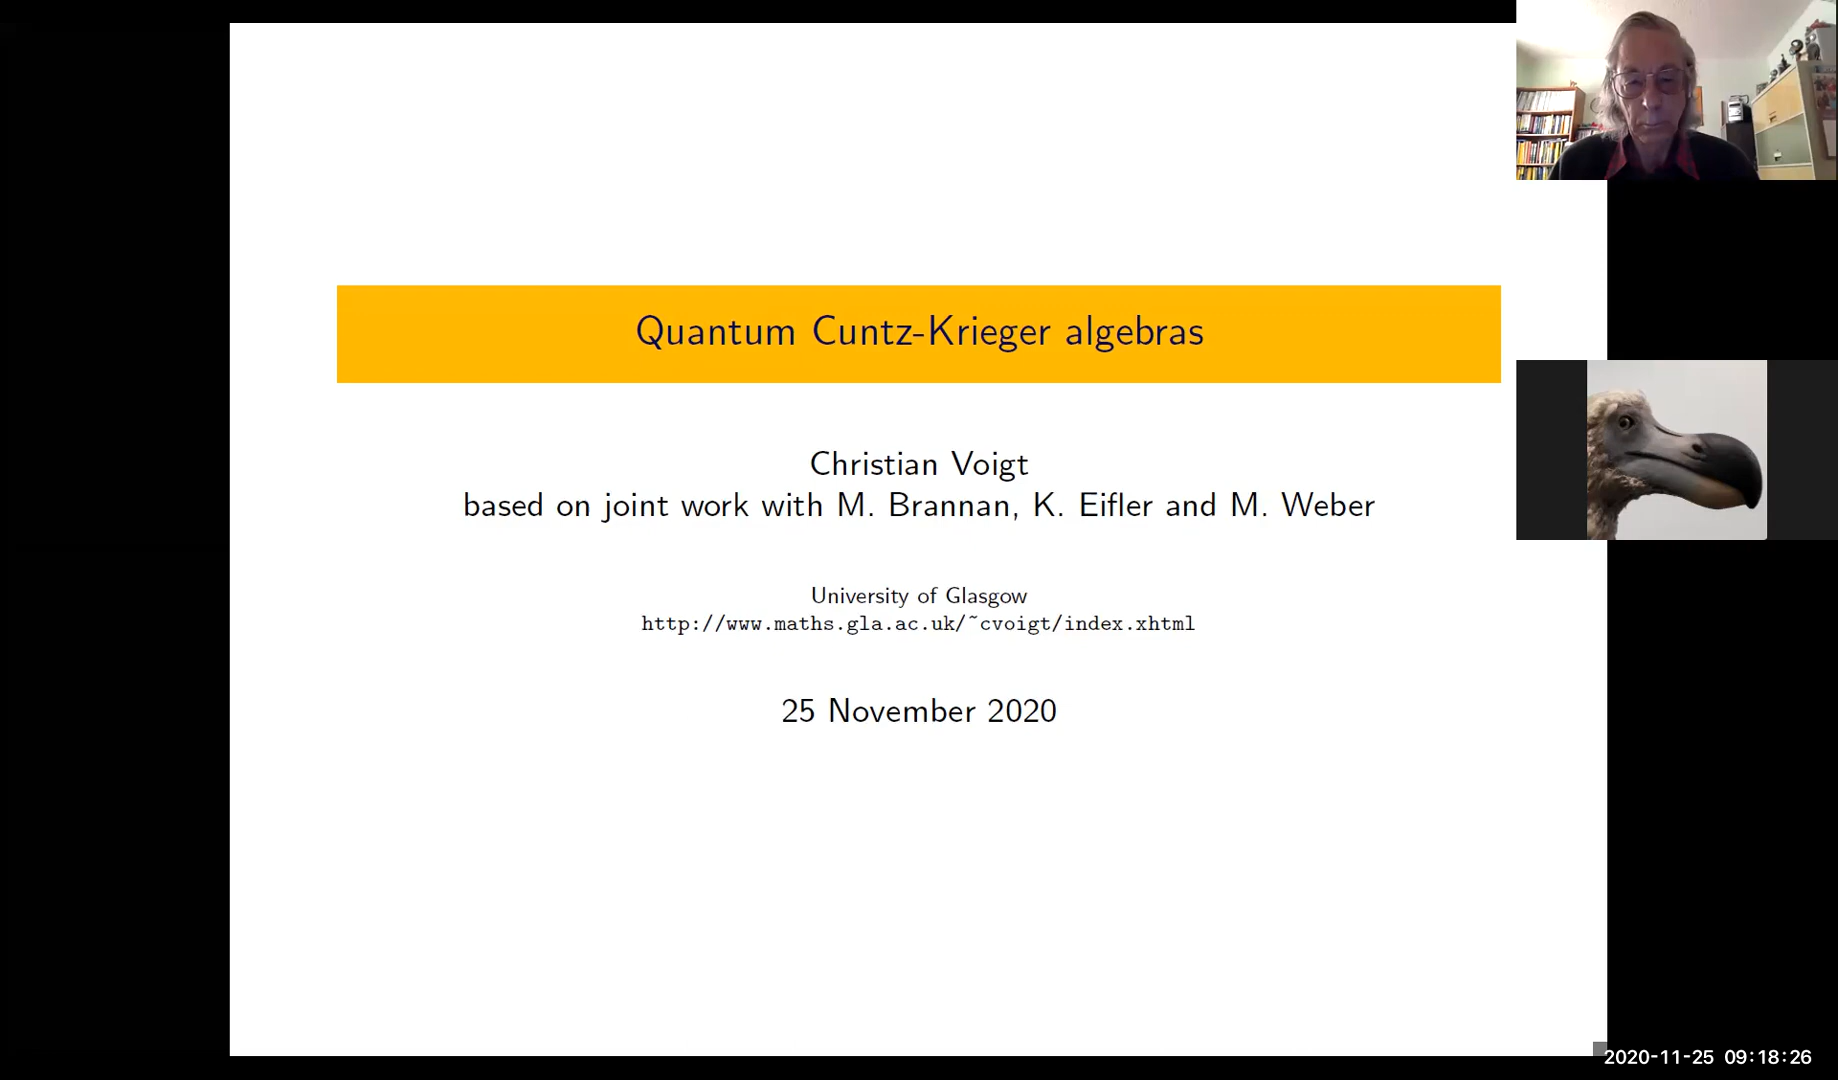 Quantum Cuntz-Krieger algebras
Christian Voigt
based on joint work with M. Brannan, K. Eifler and M. Weber
University of Glasgow
http://www.maths.gla.ac.uk/~cvoigt/index.xhtml
25 November 2020
2020-11-25 09:18:26